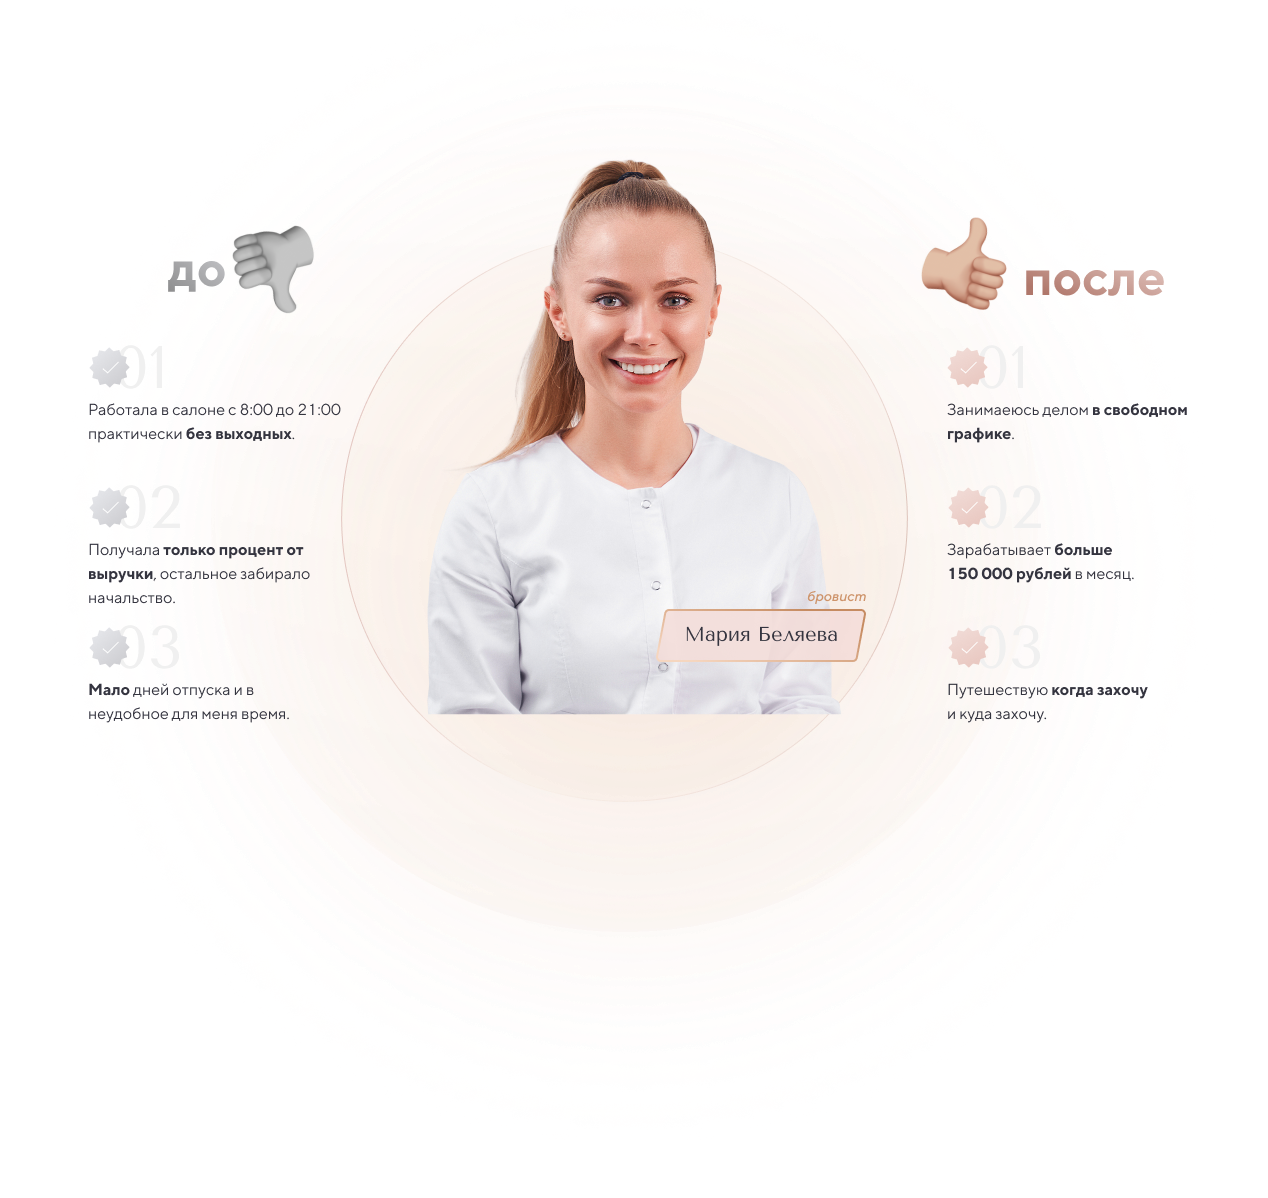 до
01
Работала в салоне с 8:00 до 21:00
практически без выходных.
02
Получала только процент от
выручки, остальное забирало
начальство.
03
Мало дней отпуска и в
неудобное для меня время.
бровист
Мария Беляева
после
01
Занимаеюсь делом в свободном
графике.
02
Зарабатывает больше
150 000 рублей в месяц.
03
Путешествую когда захочу
и куда захочу.